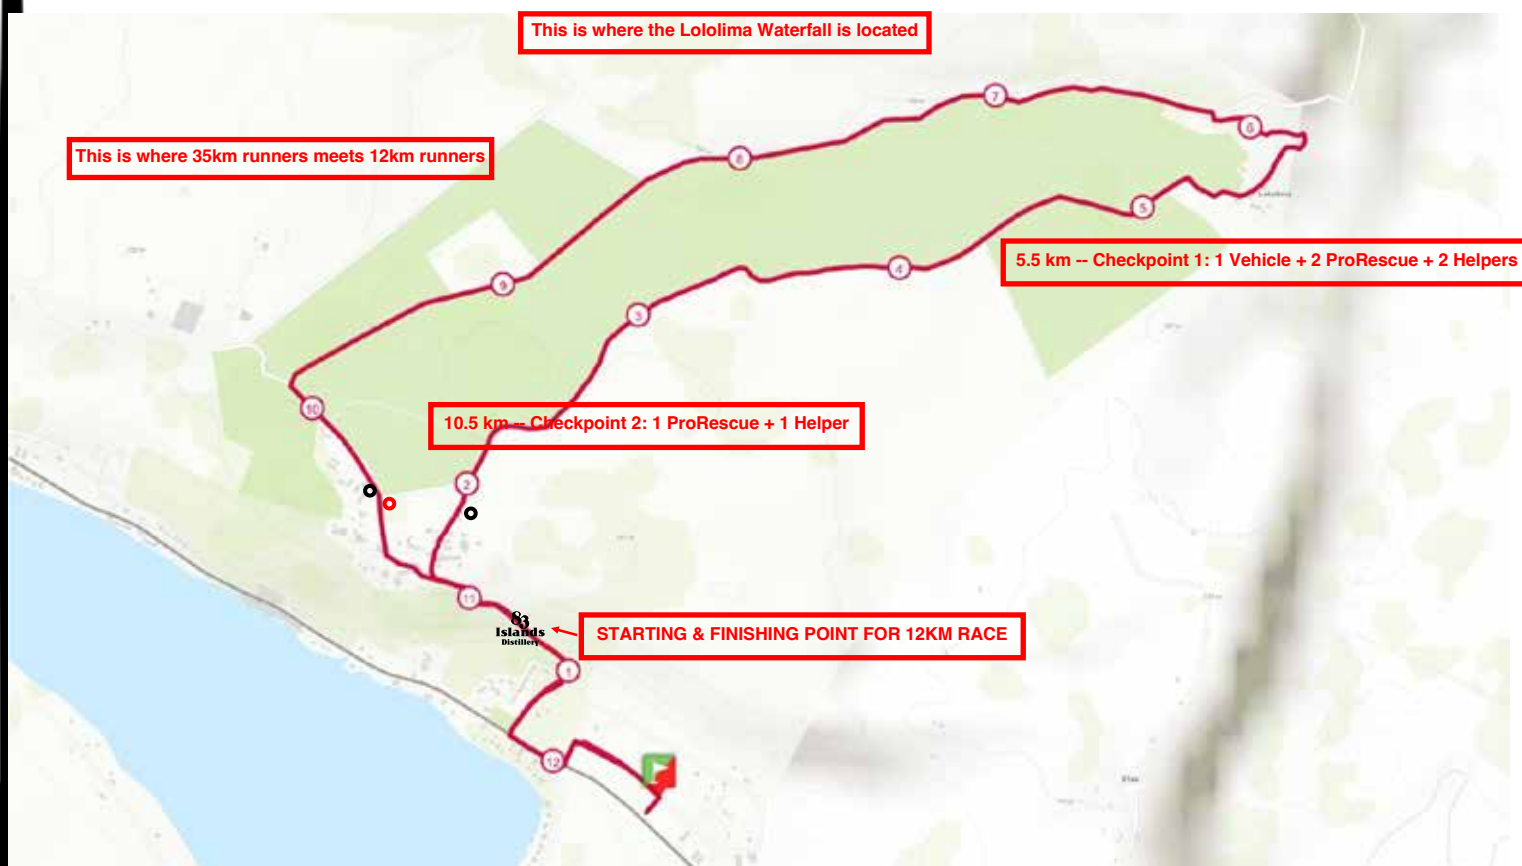 This is where the Lololima Waterfall is located
7
6
This is where 35km runners meets 12km runners
8
5
5.5 km -- Checkpoint 1: 1 Vehicle + 2 ProRescue + 2 Helpers
4
9
3
10
10.5 km -- Checkpoint 2: 1 ProRescue + 1 Helper
2
11
83
Islands
Distillery
STARTING & FINISHING POINT FOR 12KM RACE
1
12